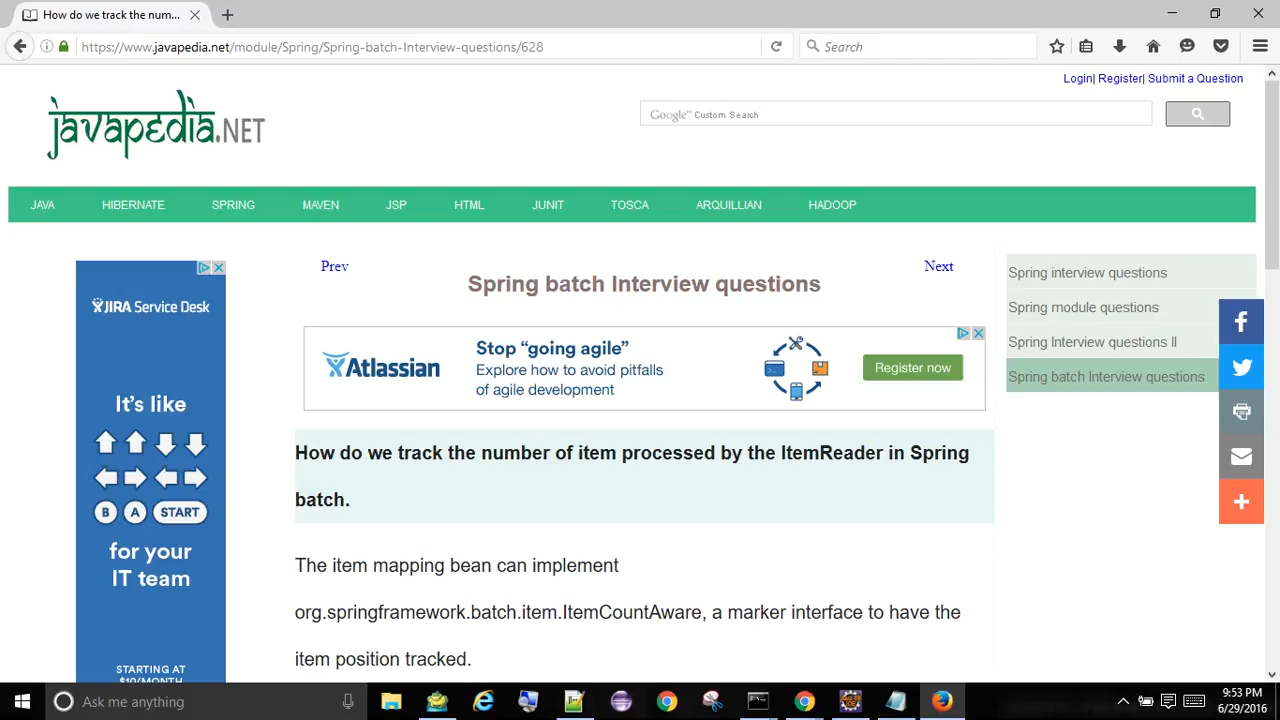 How do we track the num...
https://www.javapedia.net/module/Spring/Spring-batch-Interview-questions/628
Search
Login| Register| Submit a Question
javapedia.NET
Google™ Custom Search
JAVA HIBERNATE SPRING MAVEN JSP HTML JUNIT TOSCA ARQUILLIAN HADOOP
Prev
Next
Spring batch Interview questions
JIRA Service Desk
It's like
B A START
for your
IT team
STARTING AT
$10/MONTH
Atlassian
Stop “going agile”
Explore how to avoid pitfalls
of agile development
Register now
How do we track the number of item processed by the ItemReader in Spring
batch.
The item mapping bean can implement
org.springframework.batch.item.ItemCountAware, a marker interface to have the
item position tracked.
Spring interview questions
Spring module questions
Spring Interview questions II
Spring batch Interview questions
Ask me anything
9:53 PM
6/29/2016